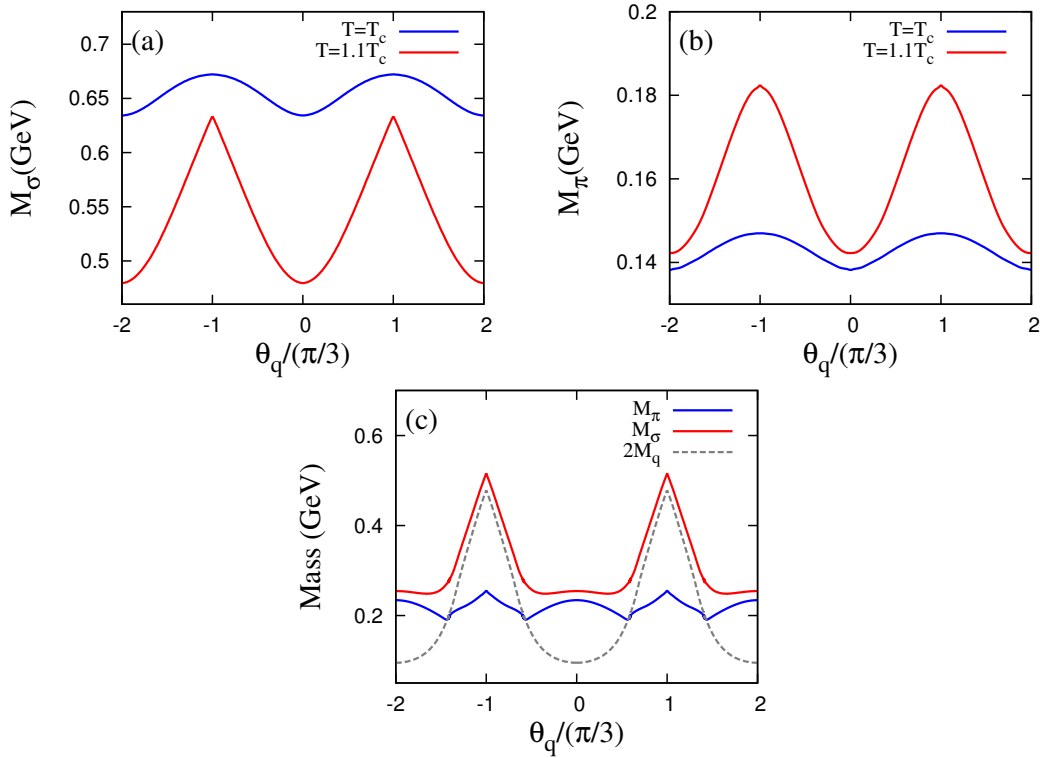 (a)
T=T_c
T=1.1T_c
0.7
0.65
0.6
0.55
0.5
M_σ(GeV)
-2 -1 0 1 2
θ_q/(π/3)
(b)
T=T_c
T=1.1T_c
0.2
0.18
0.16
0.14
M_π(GeV)
-2 -1 0 1 2
θ_q/(π/3)
(c)
M_π
M_σ
2M_q
0.6
0.4
0.2
Mass (GeV)
-2 -1 0 1 2
θ_q/(π/3)